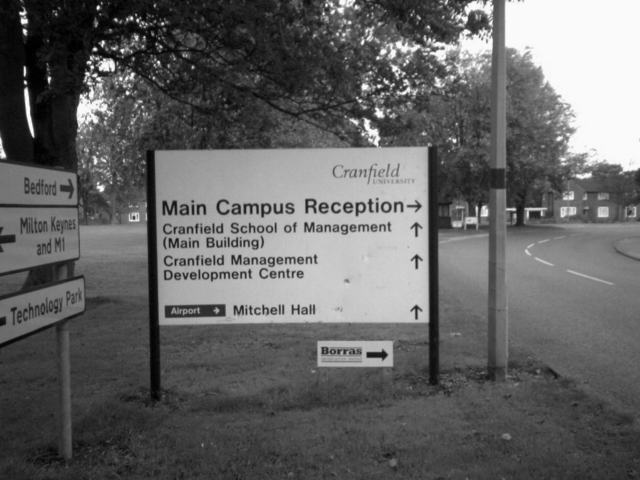 Bedford
Milton Keynes
and M1
Technology Park
Cranfield
UNIVERSITY
Main Campus Reception
Cranfield School of Management
(Main Building)
Cranfield Management
Development Centre
Airport
Mitchell Hall
Borras